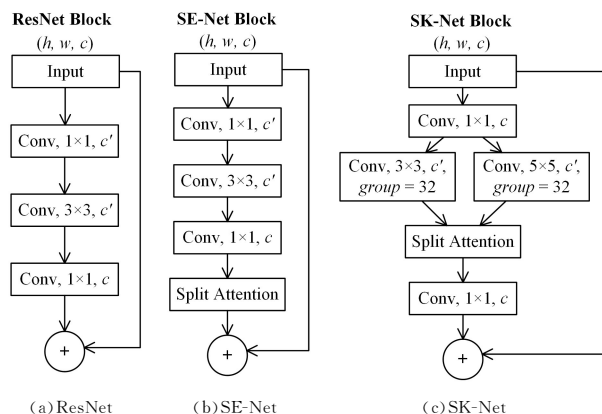 ResNet Block
(h, w, c)
Input
Conv, 1×1, c′
Conv, 3×3, c′
Conv, 1×1, c
+
(a)ResNet
SE-Net Block
(h, w, c)
Input
Conv, 1×1, c′
Conv, 3×3, c′
Conv, 1×1, c
Split Attention
+
(b)SE-Net
SK-Net Block
(h, w, c)
Input
Conv, 1×1, c
Conv, 3×3, c′,
group = 32
Conv, 5×5, c′,
group = 32
Split Attention
Conv, 1×1, c
+
(c)SK-Net